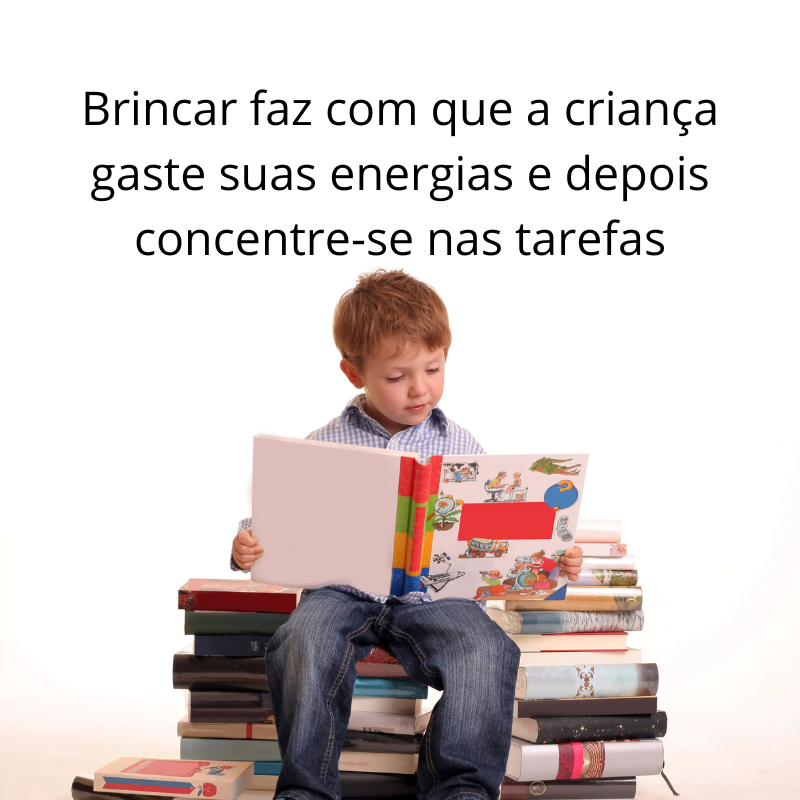 Brincar faz com que a criança
gaste suas energias e depois
concentre-se nas tarefas